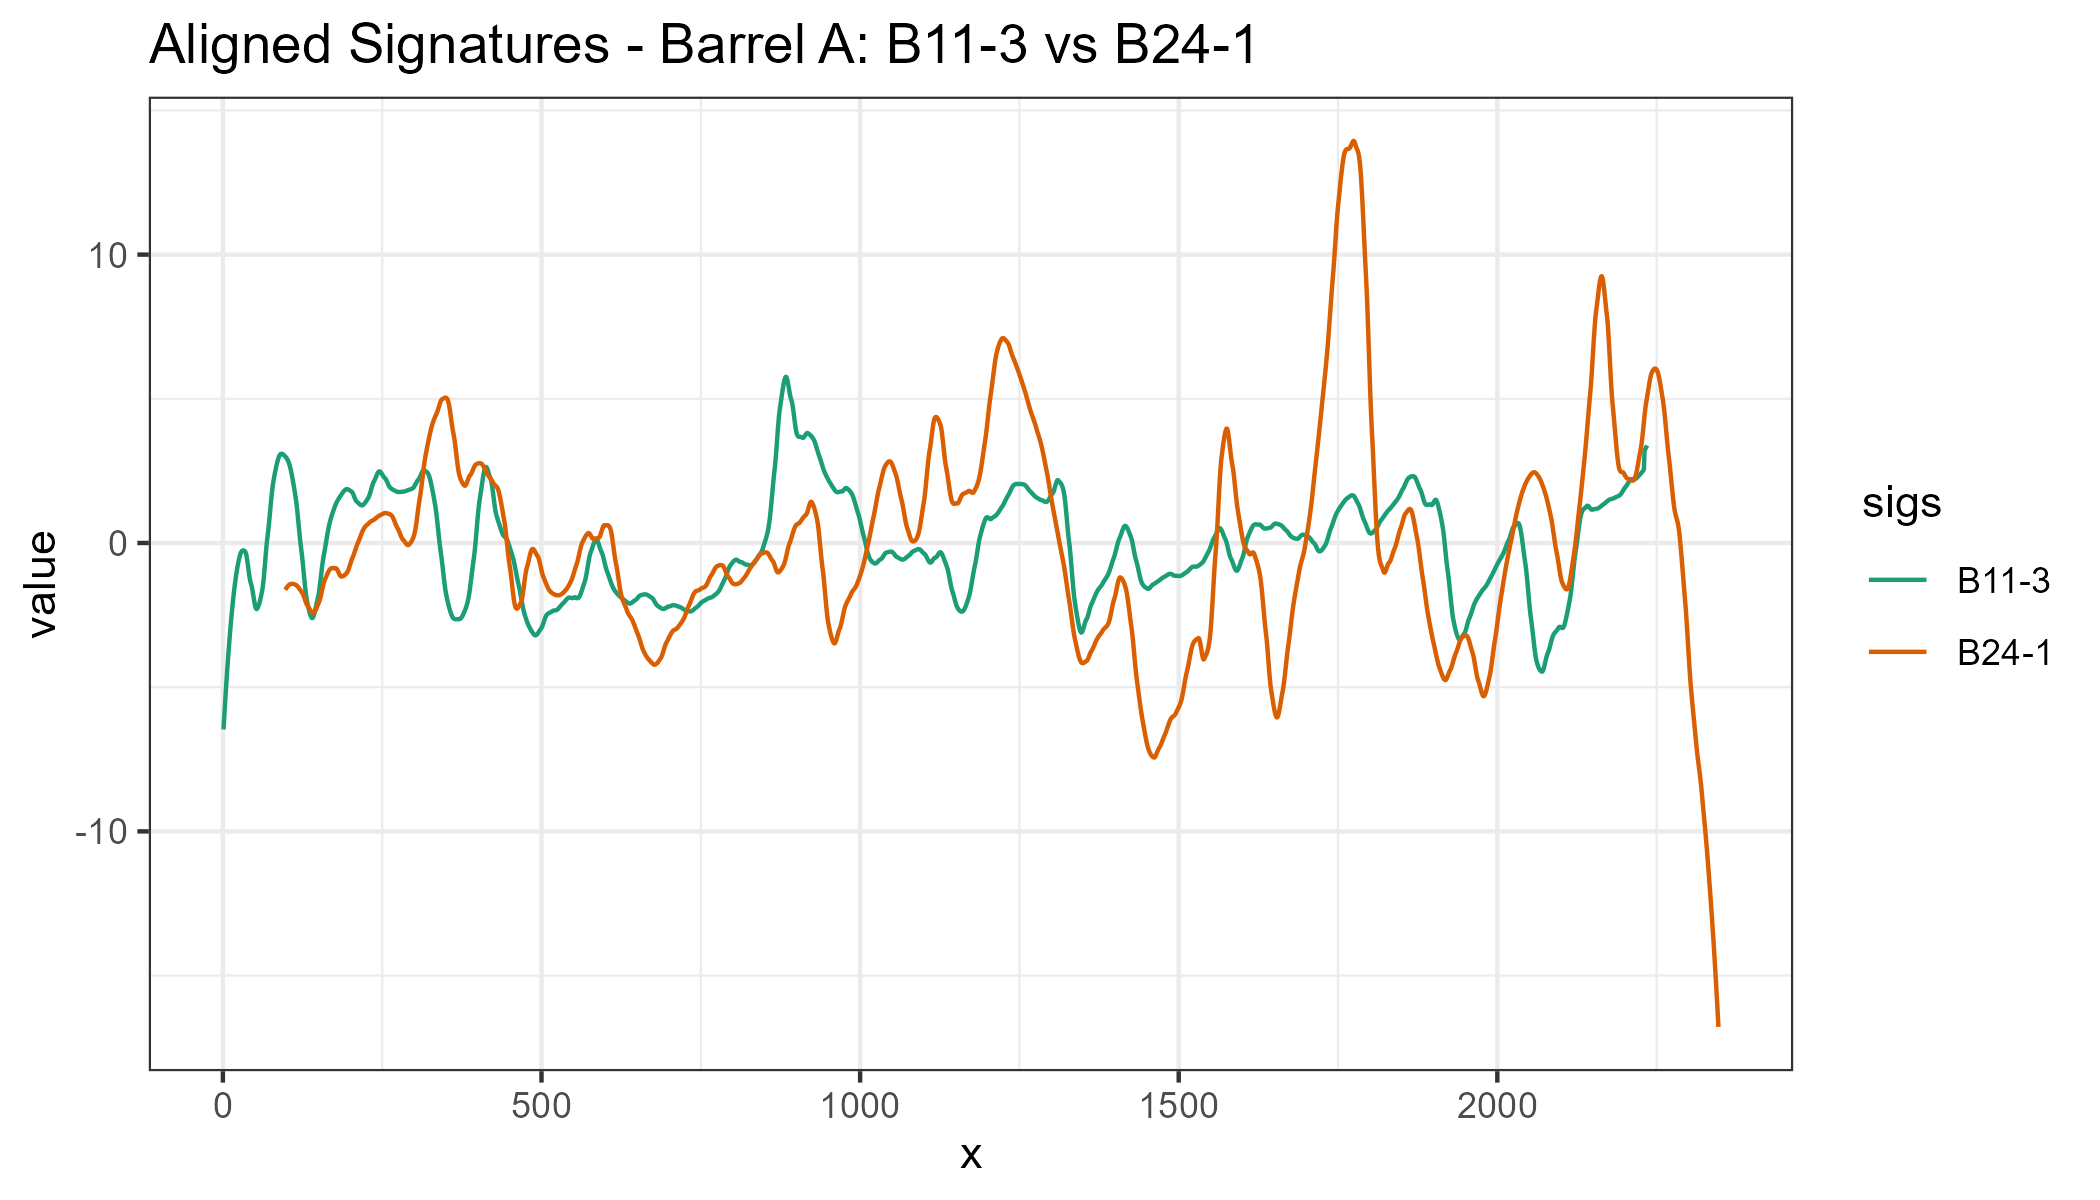 Aligned Signatures - Barrel A: B11-3 vs B24-1
value
10
0
-10
0 500 1000 1500 2000
x
sigs
B11-3
B24-1